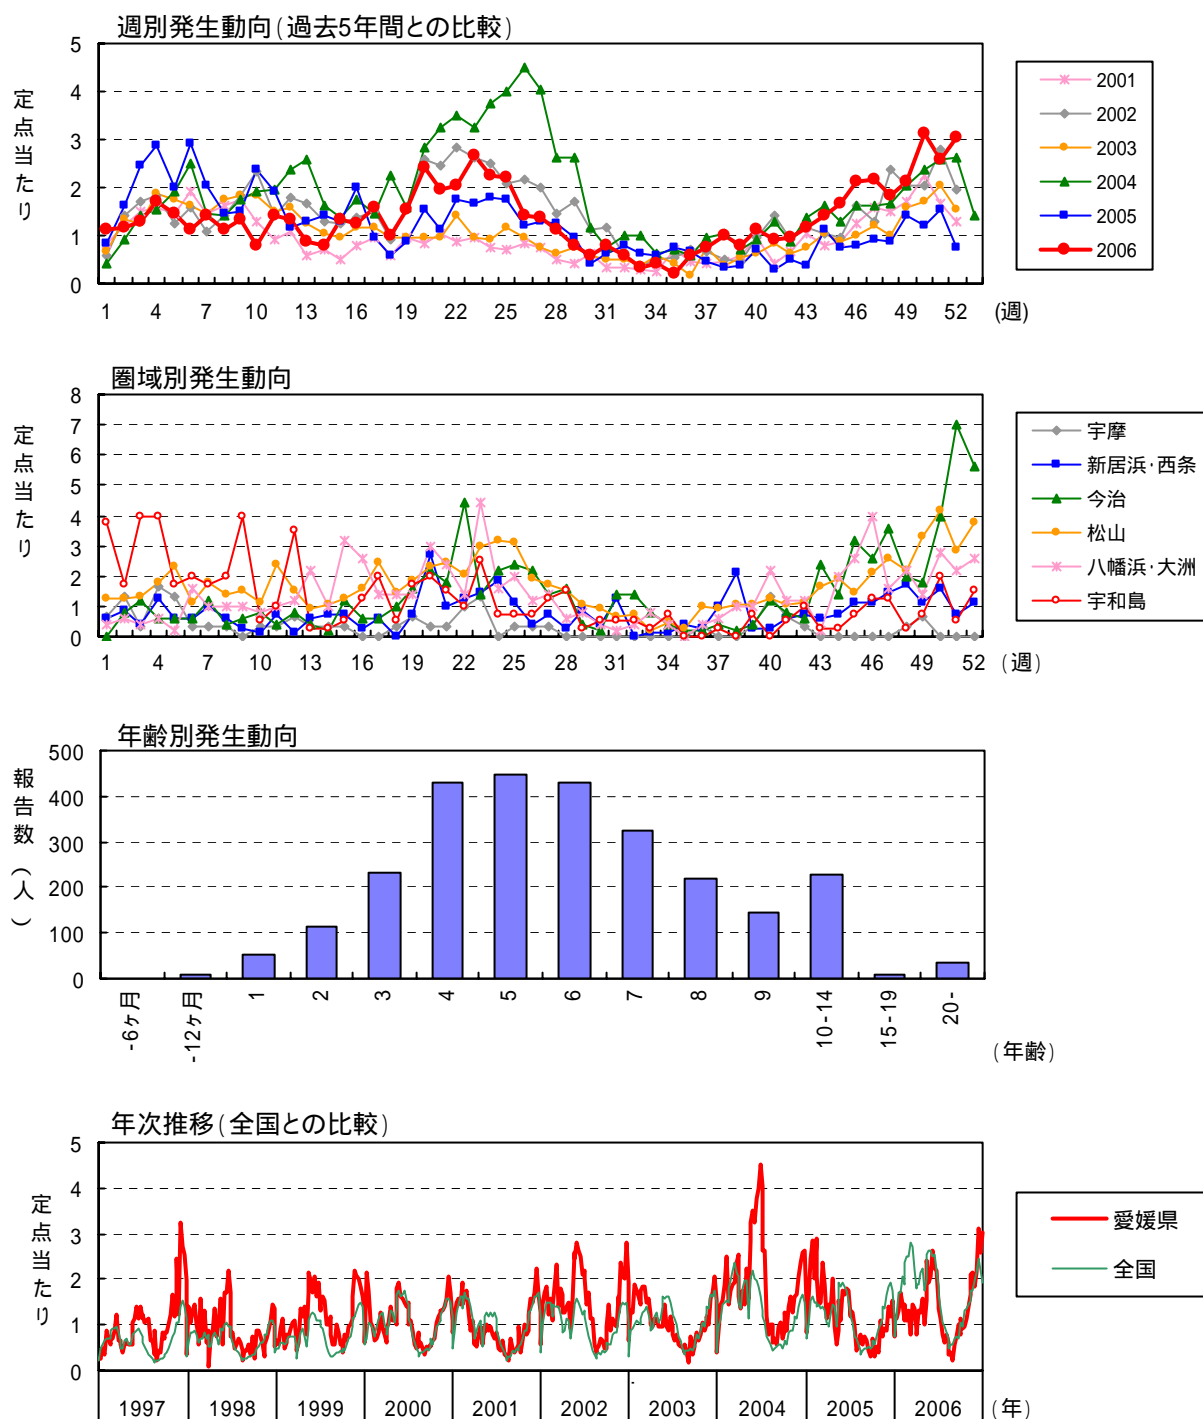 週別発生動向(過去5年間との比較)
定点当たり
5
4
3
2
1
0
1 4 7 10 13 16 19 22 25 28 31 34 37 40 43 46 49 52 (週)
2001
2002
2003
2004
2005
2006
圏域別発生動向
定点当たり
8
7
6
5
4
3
2
1
0
1 4 7 10 13 16 19 22 25 28 31 34 37 40 43 46 49 52 (週)
宇摩
新居浜・西条
今治
松山
八幡浜・大洲
宇和島
年齢別発生動向
報告数(人)
500
400
300
200
100
0
-6ヶ月 -12ヶ月 1 2 3 4 5 6 7 8 9 10-14 15-19 20-
(年齢)
年次推移(全国との比較)
定点当たり
5
4
3
2
1
0
1997 1998 1999 2000 2001 2002 2003 2004 2005 2006 (年)
愛媛県
全国